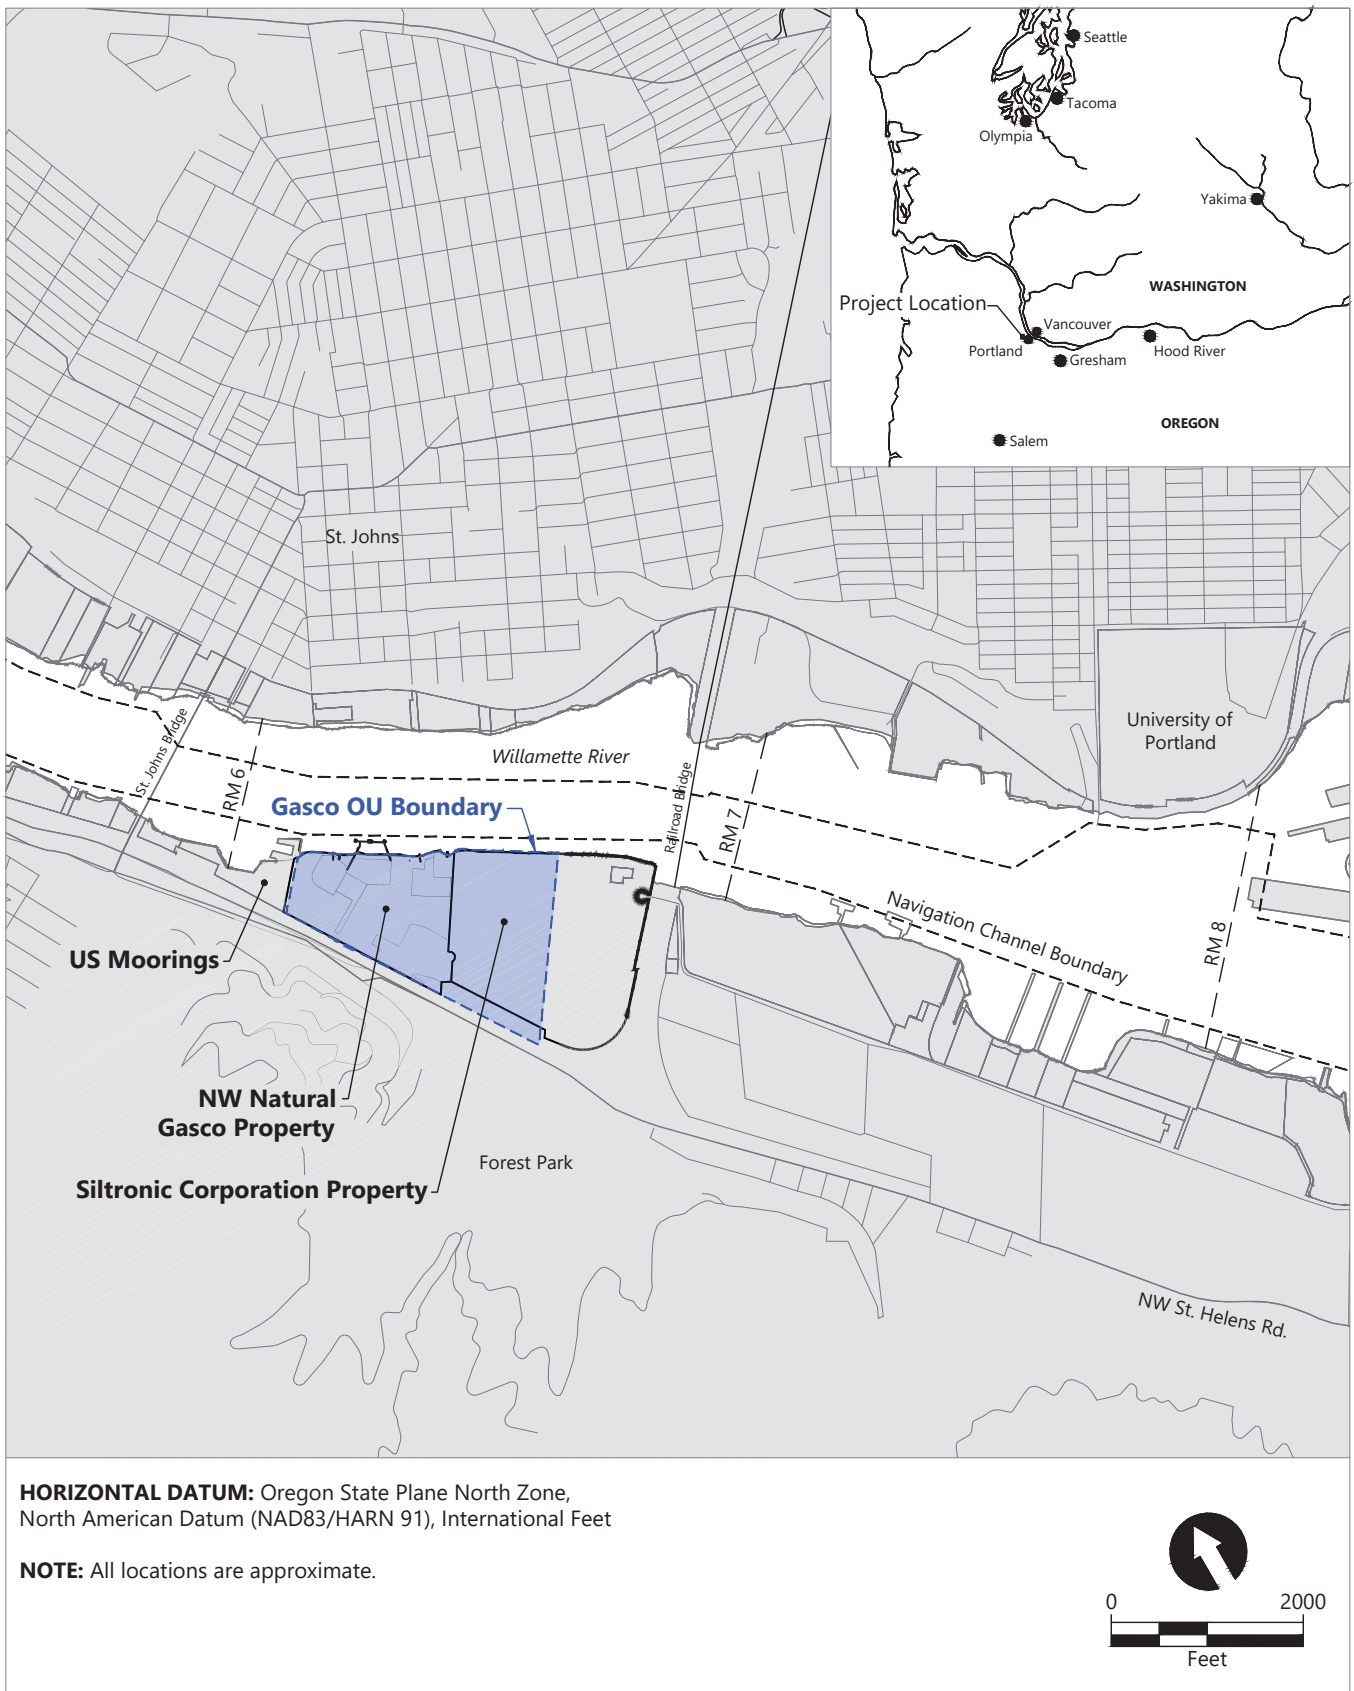 Seattle
Tacoma
Olympia
Yakima
WASHINGTON
Project Location
Vancouver
Portland
Hood River
Gresham
OREGON
Salem
St. Johns
University of
Portland
St. Johns Bridge
Willamette River
RM 6
Gasco OU Boundary
Railroad Bridge
RM 7
Navigation Channel Boundary
RM 8
US Moorings
NW Natural
Gasco Property
Forest Park
Siltronic Corporation Property
NW St. Helens Rd.
HORIZONTAL DATUM: Oregon State Plane North Zone,
North American Datum (NAD83/HARN 91), International Feet
NOTE: All locations are approximate.
0 2000
Feet